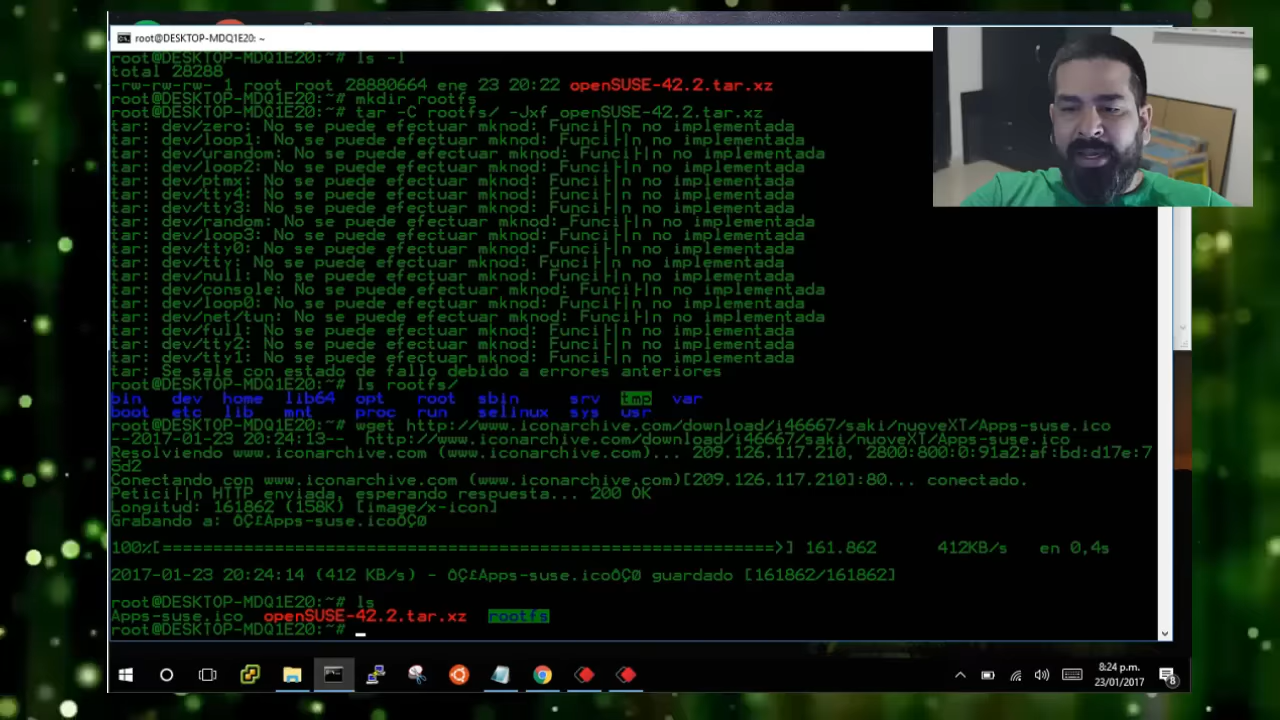 root@DESKTOP-MDQ1E20: ~
root@DESKTOP-MDQ1E20:~# ls -l
total 28288
-rw-rw-rw- 1 root root 28880664 ene 23 20:22 openSUSE-42.2.tar.xz
root@DESKTOP-MDQ1E20:~# mkdir rootfs
root@DESKTOP-MDQ1E20:~# tar -C rootfs/ -Jxf openSUSE-42.2.tar.xz
tar: dev/zero: No se puede efectuar mknod: Funci├|n no implementada
tar: dev/loop1: No se puede efectuar mknod: Funci├|n no implementada
tar: dev/urandom: No se puede efectuar mknod: Funci├|n no implementada
tar: dev/loop2: No se puede efectuar mknod: Funci├|n no implementada
tar: dev/ptmx: No se puede efectuar mknod: Funci├|n no implementada
tar: dev/tty4: No se puede efectuar mknod: Funci├|n no implementada
tar: dev/tty3: No se puede efectuar mknod: Funci├|n no implementada
tar: dev/random: No se puede efectuar mknod: Funci├|n no implementada
tar: dev/loop3: No se puede efectuar mknod: Funci├|n no implementada
tar: dev/tty0: No se puede efectuar mknod: Funci├|n no implementada
tar: dev/tty: No se puede efectuar mknod: Funci├|n no implementada
tar: dev/null: No se puede efectuar mknod: Funci├|n no implementada
tar: dev/console: No se puede efectuar mknod: Funci├|n no implementada
tar: dev/loop0: No se puede efectuar mknod: Funci├|n no implementada
tar: dev/net/tun: No se puede efectuar mknod: Funci├|n no implementada
tar: dev/full: No se puede efectuar mknod: Funci├|n no implementada
tar: dev/tty2: No se puede efectuar mknod: Funci├|n no implementada
tar: dev/tty1: No se puede efectuar mknod: Funci├|n no implementada
tar: Se sale con estado de fallo debido a errores anteriores
root@DESKTOP-MDQ1E20:~# ls rootfs/
bin dev home lib64 opt root sbin srv tmp var
boot etc lib mnt proc run selinux sys usr
root@DESKTOP-MDQ1E20:~# wget http://www.iconarchive.com/download/i46667/saki/nuoveXT/Apps-suse.ico
--2017-01-23 20:24:13-- http://www.iconarchive.com/download/i46667/saki/nuoveXT/Apps-suse.ico
Resolviendo www.iconarchive.com (www.iconarchive.com)... 209.126.117.210, 2800:800:0:91a2:af:bd:d17e:7
5d2
Conectando con www.iconarchive.com (www.iconarchive.com)[209.126.117.210]:80... conectado.
Petici├|n HTTP enviada, esperando respuesta... 200 OK
Longitud: 161862 (158K) [image/x-icon]
Grabando a: ôÇ£Apps-suse.icoôÇØ
100%[============================================================>] 161.862 412KB/s en 0,4s
2017-01-23 20:24:14 (412 KB/s) - ôÇ£Apps-suse.icoôÇØ guardado [161862/161862]
root@DESKTOP-MDQ1E20:~# ls
Apps-suse.ico openSUSE-42.2.tar.xz rootfs
root@DESKTOP-MDQ1E20:~#
8:24 p.m.
23/01/2017
8